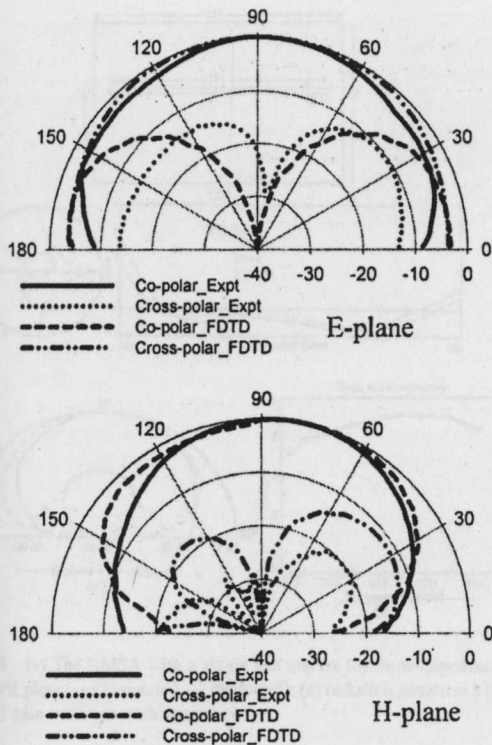 90
120 60
150 30
180 -40 -30 -20 -10 0 0
Co-polar_Expt
Cross-polar_Expt
Co-polar_FDTD
Cross-polar_FDTD
E-plane
90
120 60
150 30
180 -40 -30 -20 -10 0 0
Co-polar_Expt
Cross-polar_Expt
Co-polar_FDTD
Cross-polar_FDTD
H-plane